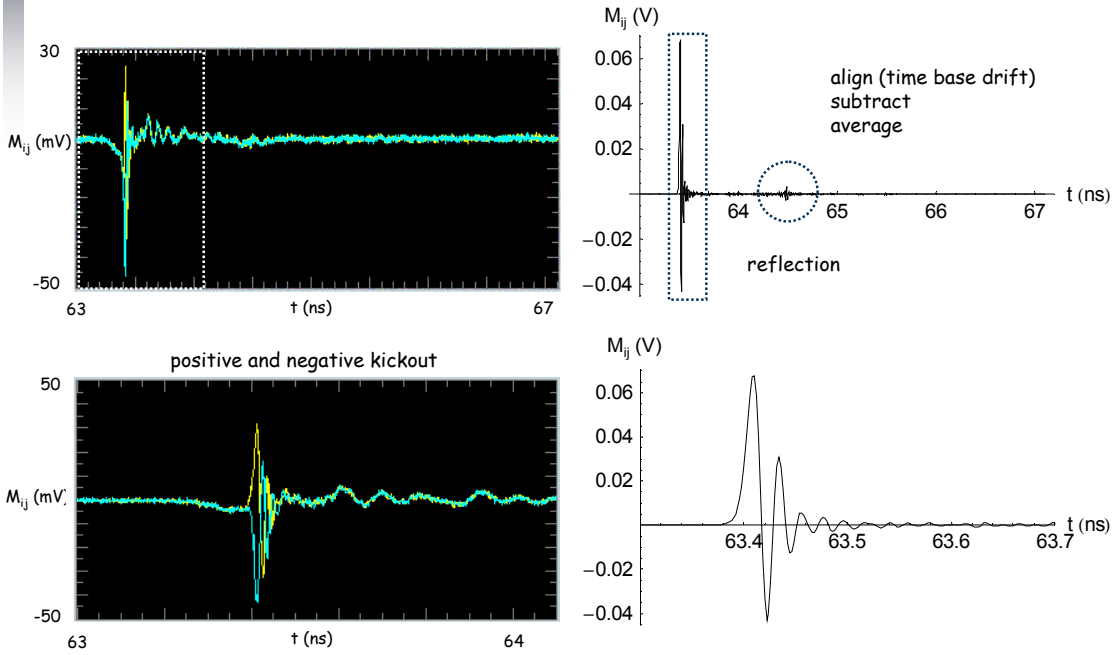 30
M_ij (mV)
-50
63
t (ns)
67
M_ij (V)
0.06
0.04
0.02
−0.02
−0.04
64
65
66
67
t (ns)
align (time base drift)
subtract
average
reflection
positive and negative kickout
50
M_ij (mV)
-50
63
t (ns)
64
M_ij (V)
0.06
0.04
0.02
−0.02
−0.04
63.4
63.5
63.6
63.7
t (ns)